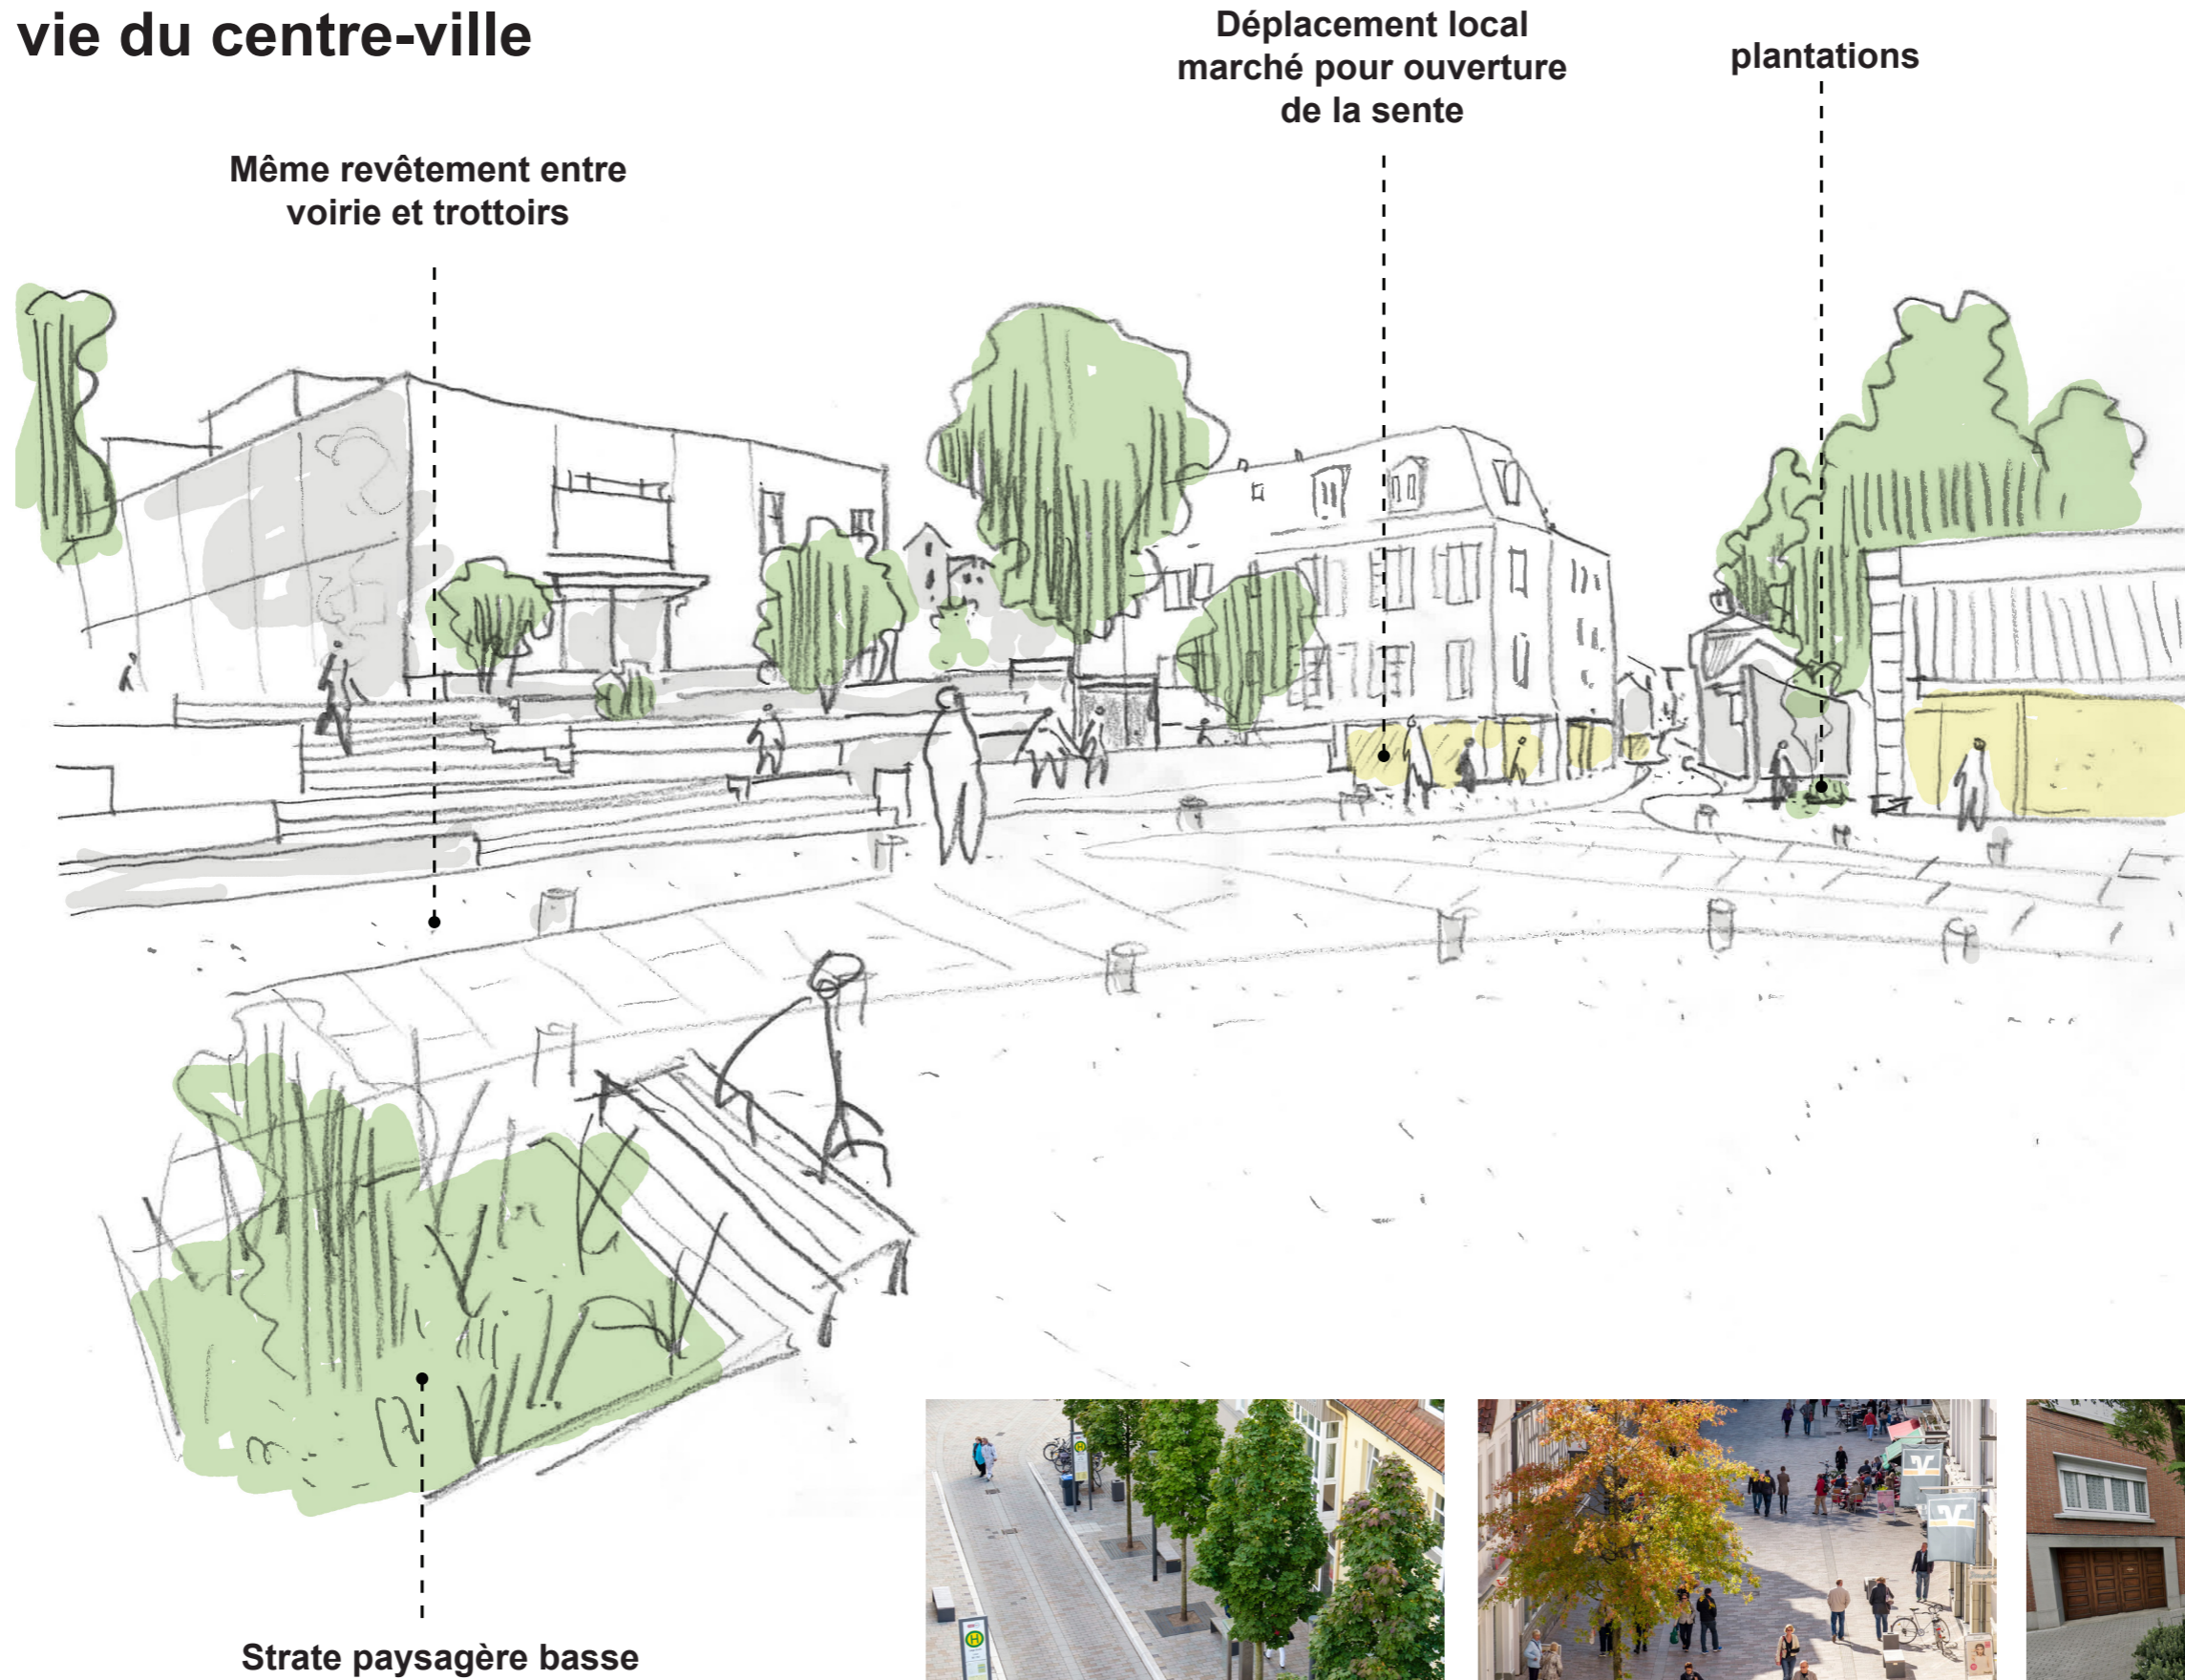 vie du centre-ville
Déplacement local
marché pour ouverture
de la sente
plantations
Même revêtement entre
voirie et trottoirs
Strate paysagère basse
H
H